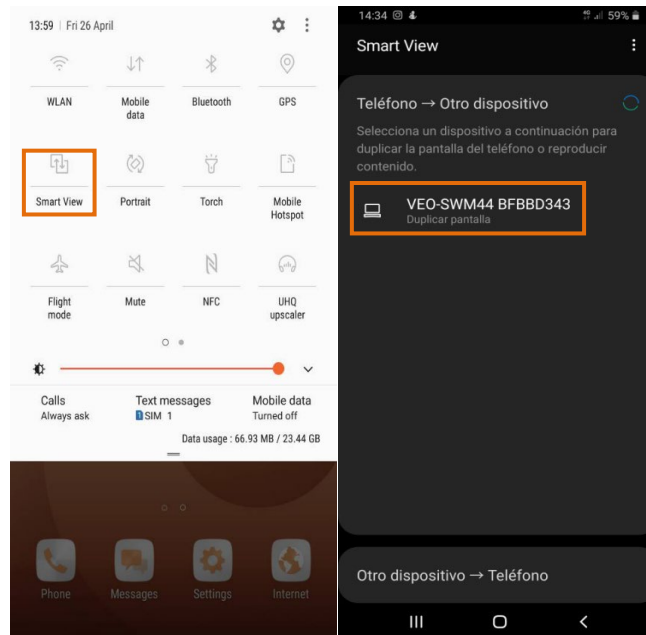 13:59 | Fri 26 April
WLAN
Mobile
data
Bluetooth
GPS
Smart View
Portrait
Torch
Mobile
Hotspot
Flight
mode
Mute
NFC
UHQ
upscaler
Calls
Always ask
Text messages
1 SIM 1
Mobile data
Turned off
Data usage : 66.93 MB / 23.44 GB
Phone
Messages
Settings
Internet
14:34
59%
Smart View
Teléfono → Otro dispositivo
Selecciona un dispositivo a continuación para
duplicar la pantalla del teléfono o reproducir
contenido.
VEO-SWM44 BFBBD343
Duplicar pantalla
Otro dispositivo → Teléfono